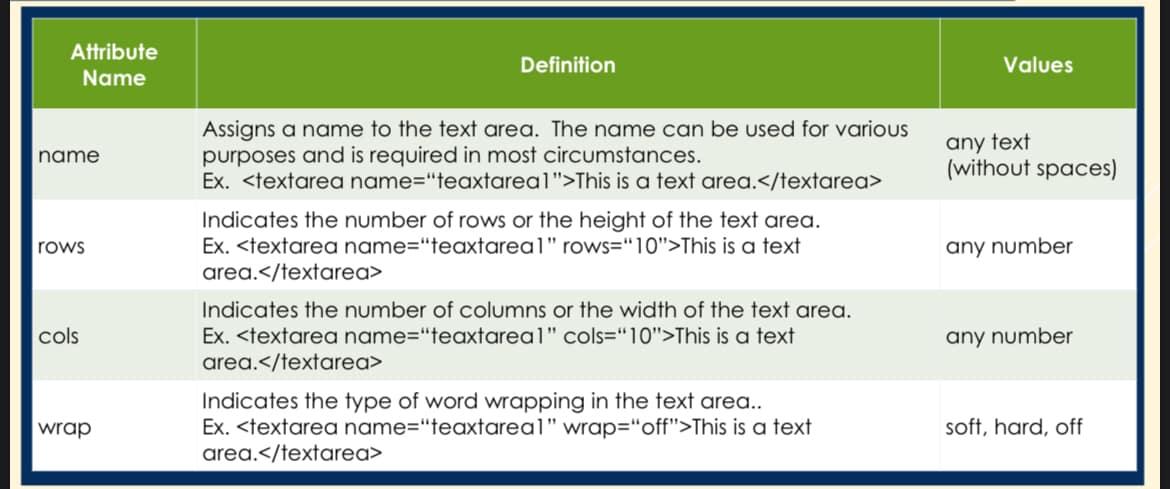 Attribute
Name
Definition
Values
name
Assigns a name to the text area.  The name can be used for various
purposes and is required in most circumstances.
Ex.  <textarea name=“teaxtarea1”>This is a text area.</textarea>
any text
(without spaces)
rows
Indicates the number of rows or the height of the text area.
Ex. <textarea name=“teaxtarea1” rows=“10”>This is a text
area.</textarea>
any number
cols
Indicates the number of columns or the width of the text area.
Ex. <textarea name=“teaxtarea1” cols=“10”>This is a text
area.</textarea>
any number
wrap
Indicates the type of word wrapping in the text area..
Ex. <textarea name=“teaxtarea1” wrap=“off”>This is a text
area.</textarea>
soft, hard, off